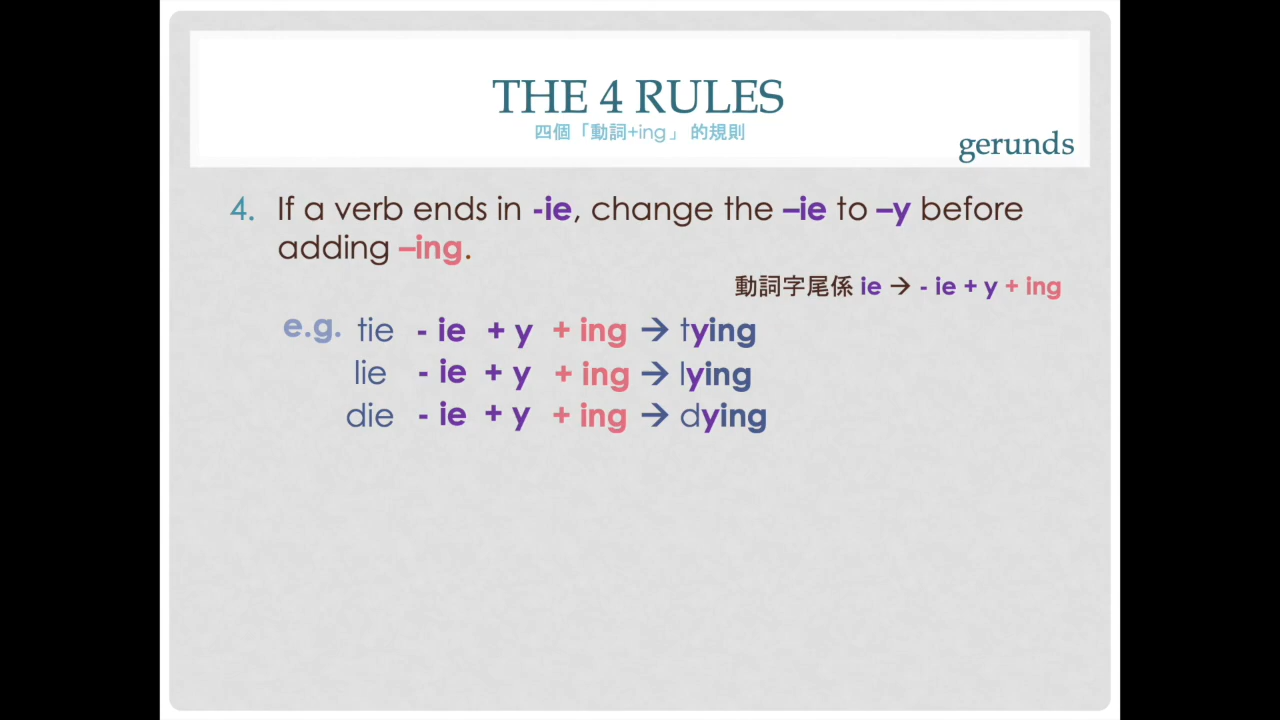 THE 4 RULES
四個「動詞+ing」 的規則
gerunds
4. If a verb ends in -ie, change the –ie to –y before
adding –ing.
動詞字尾係 ie → - ie + y + ing
e.g. tie - ie + y + ing → tying
lie - ie + y + ing → lying
die - ie + y + ing → dying